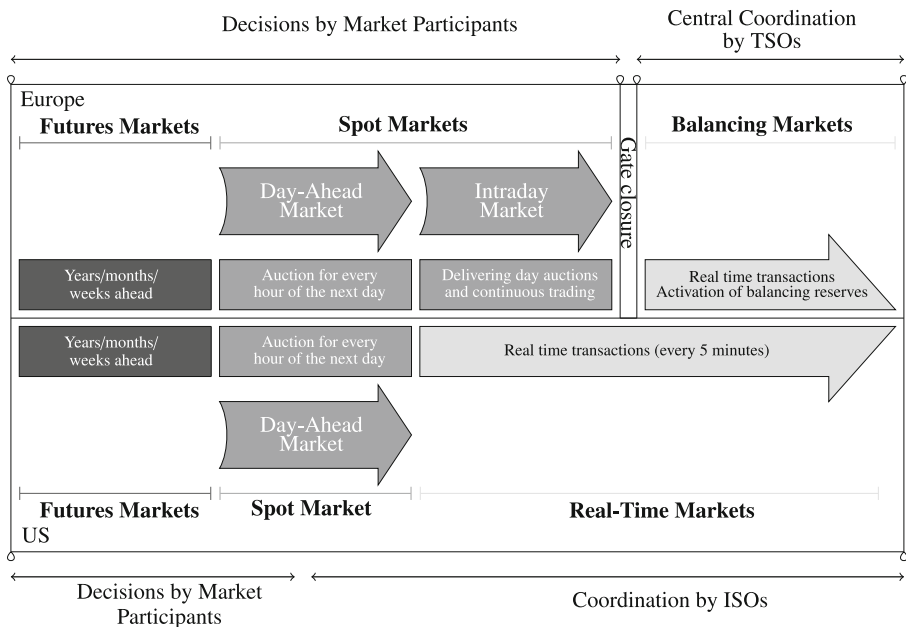 Decisions by Market Participants
Central Coordination
by TSOs
Europe
Futures Markets
Spot Markets
Balancing Markets
Day-Ahead
Market
Intraday
Market
Gate closure
Years/months/
weeks ahead
Auction for every
hour of the next day
Delivering day auctions
and continuous trading
Real time transactions
Activation of balancing reserves
Years/months/
weeks ahead
Auction for every
hour of the next day
Real time transactions (every 5 minutes)
Day-Ahead
Market
Futures Markets
Spot Market
Real-Time Markets
US
Decisions by Market
Participants
Coordination by ISOs